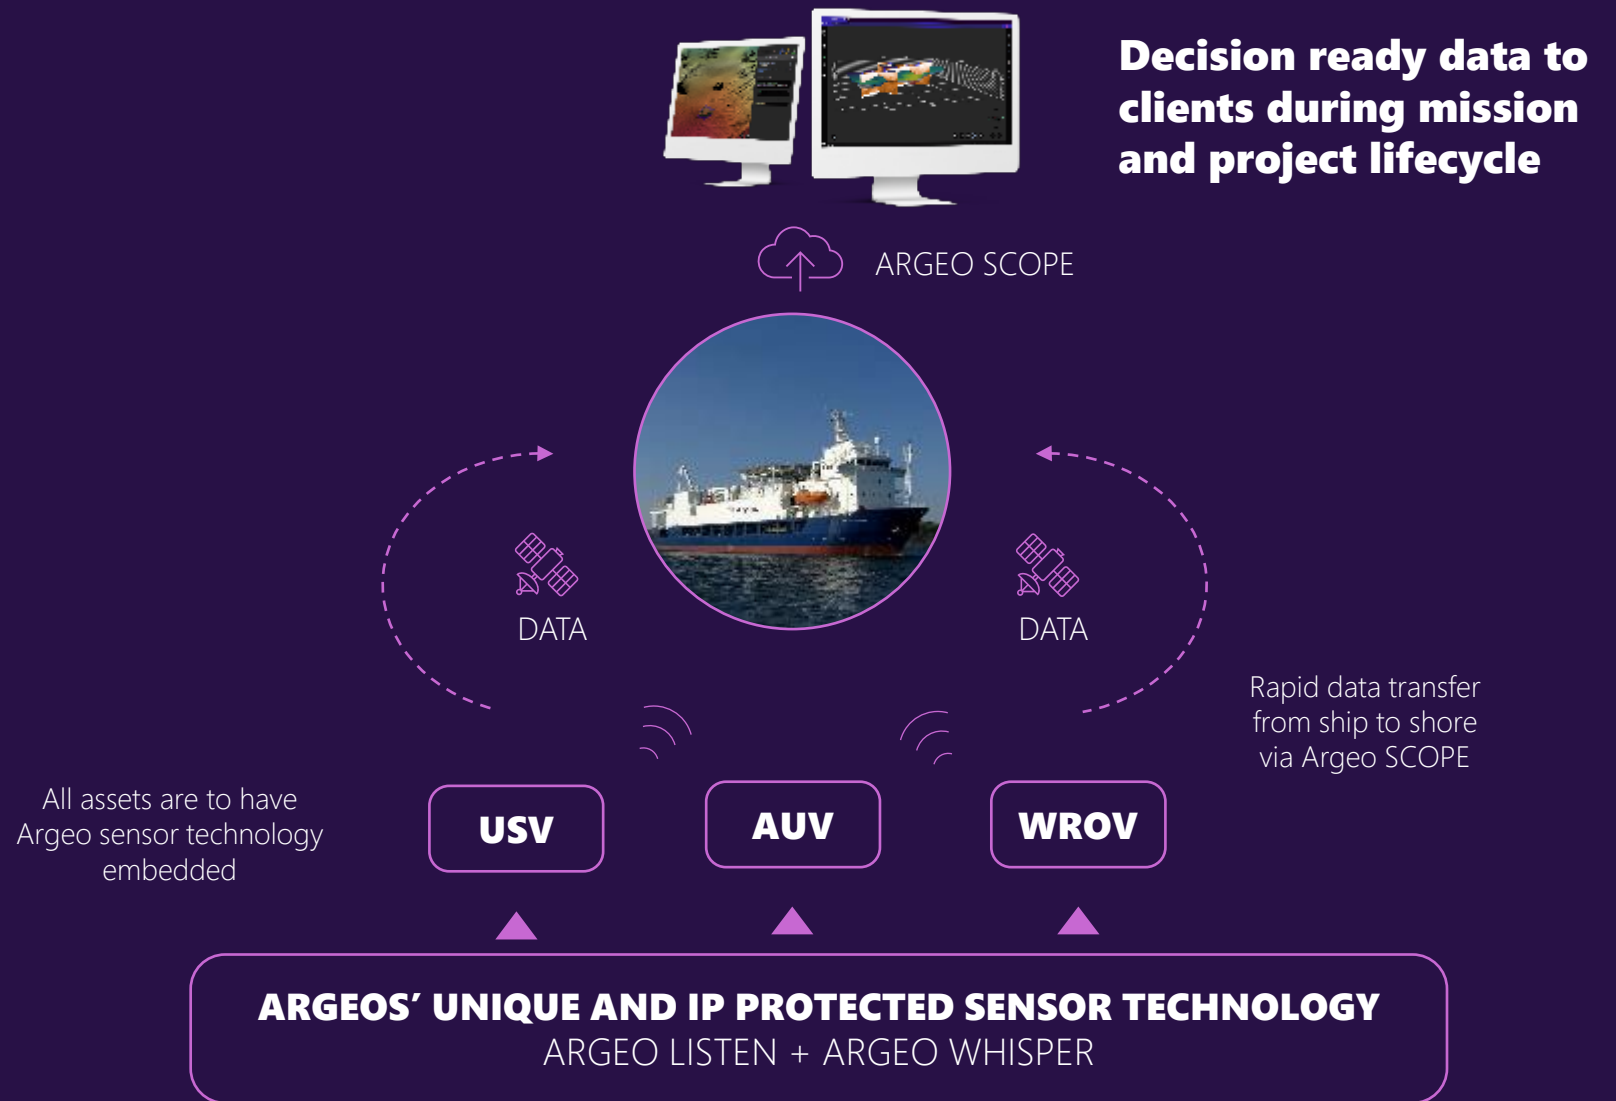 Decision ready data to
clients during mission
and project lifecycle
ARGEO SCOPE
DATA
DATA
Rapid data transfer
from ship to shore
via Argeo SCOPE
All assets are to have
Argeo sensor technology
embedded
USV
AUV
WROV
ARGEOS’ UNIQUE AND IP PROTECTED SENSOR TECHNOLOGY
ARGEO LISTEN + ARGEO WHISPER